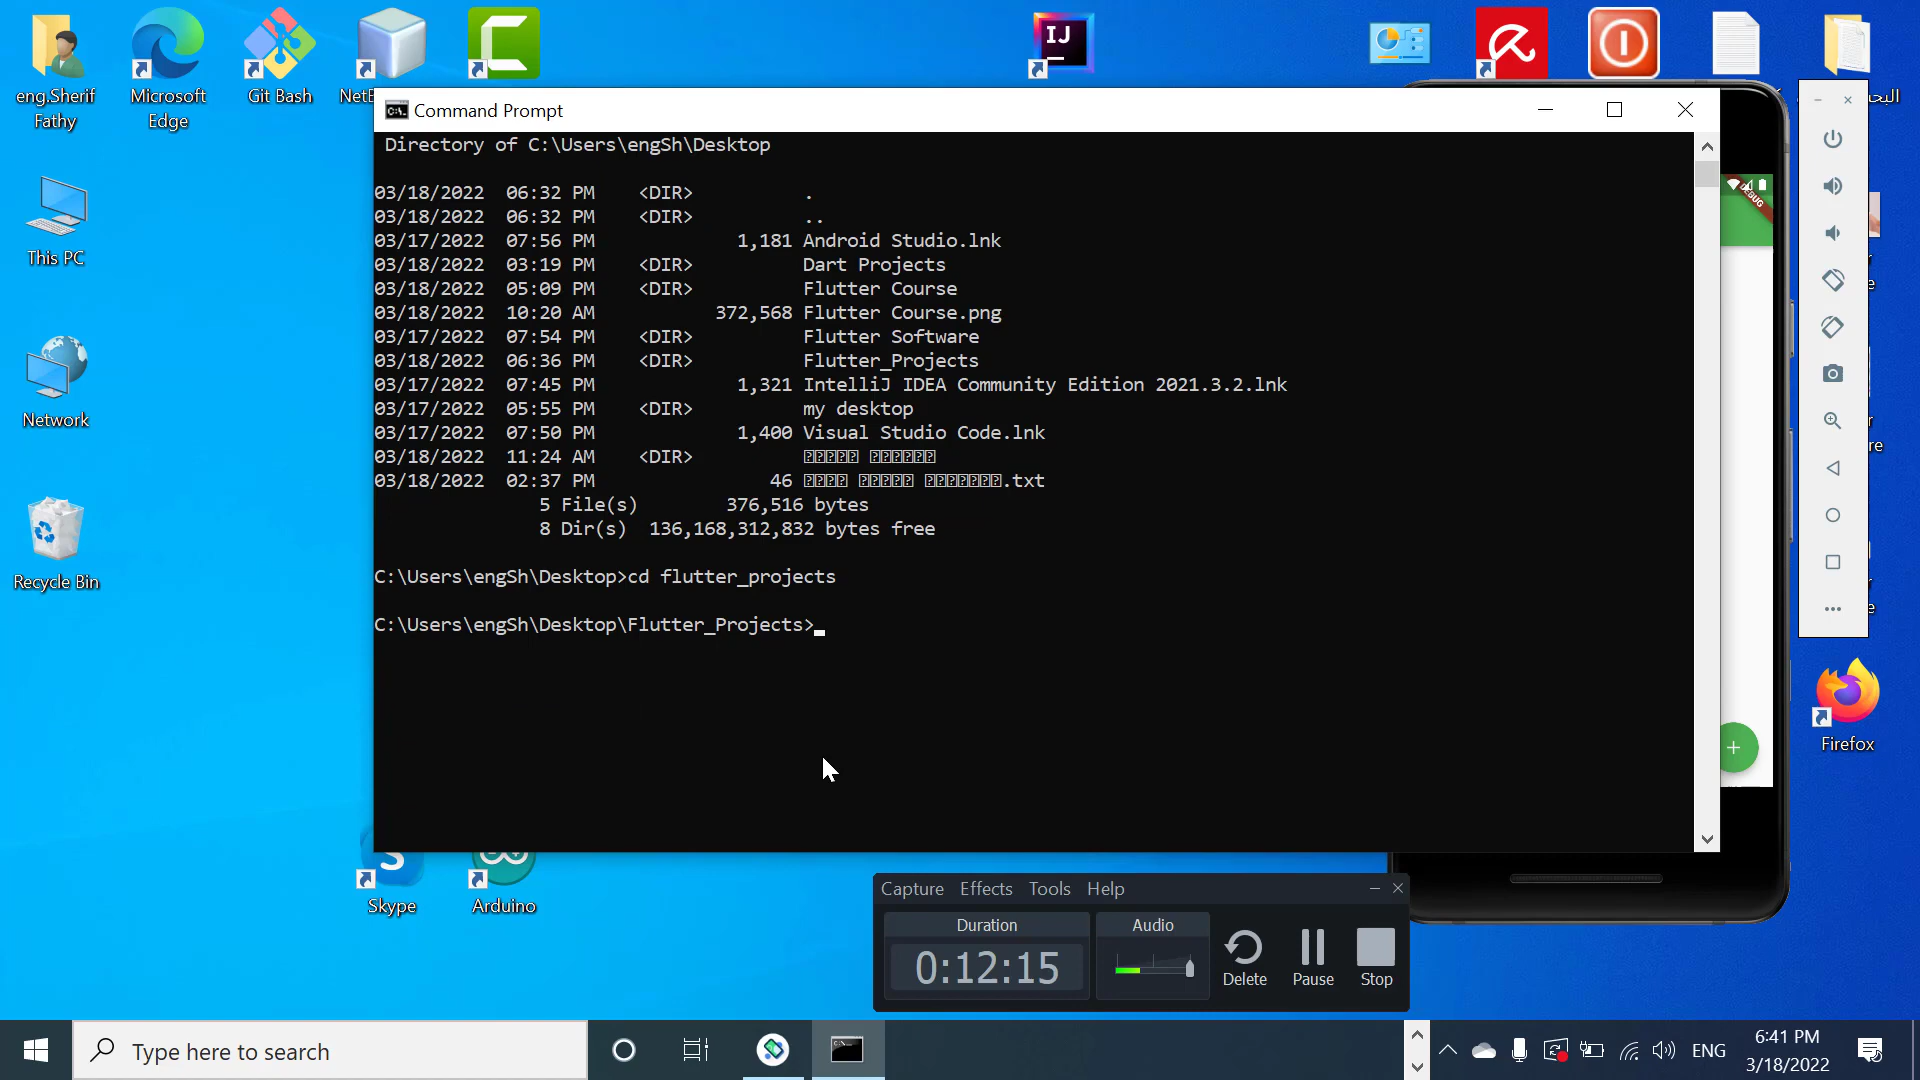 eng.Sherif Fathy
Microsoft Edge
Git Bash
This PC
Network
Recycle Bin
Skype
Arduino
IJ
Firefox
DEBUG
Command Prompt
Directory of C:\Users\engSh\Desktop
03/18/2022 06:32 PM <DIR> .
03/18/2022 06:32 PM <DIR> ..
03/17/2022 07:56 PM 1,181 Android Studio.lnk
03/18/2022 03:19 PM <DIR> Dart Projects
03/18/2022 05:09 PM <DIR> Flutter Course
03/18/2022 10:20 AM 372,568 Flutter Course.png
03/17/2022 07:54 PM <DIR> Flutter Software
03/18/2022 06:36 PM <DIR> Flutter_Projects
03/17/2022 07:45 PM 1,321 IntelliJ IDEA Community Edition 2021.3.2.lnk
03/17/2022 05:55 PM <DIR> my desktop
03/17/2022 07:50 PM 1,400 Visual Studio Code.lnk
03/18/2022 11:24 AM <DIR>
03/18/2022 02:37 PM 46 .txt
5 File(s) 376,516 bytes
8 Dir(s) 136,168,312,832 bytes free
C:\Users\engSh\Desktop>cd flutter_projects
C:\Users\engSh\Desktop\Flutter_Projects>
Capture Effects Tools Help
Duration
0:12:15
Audio
Delete
Pause
Stop
Type here to search
ENG
6:41 PM
3/18/2022